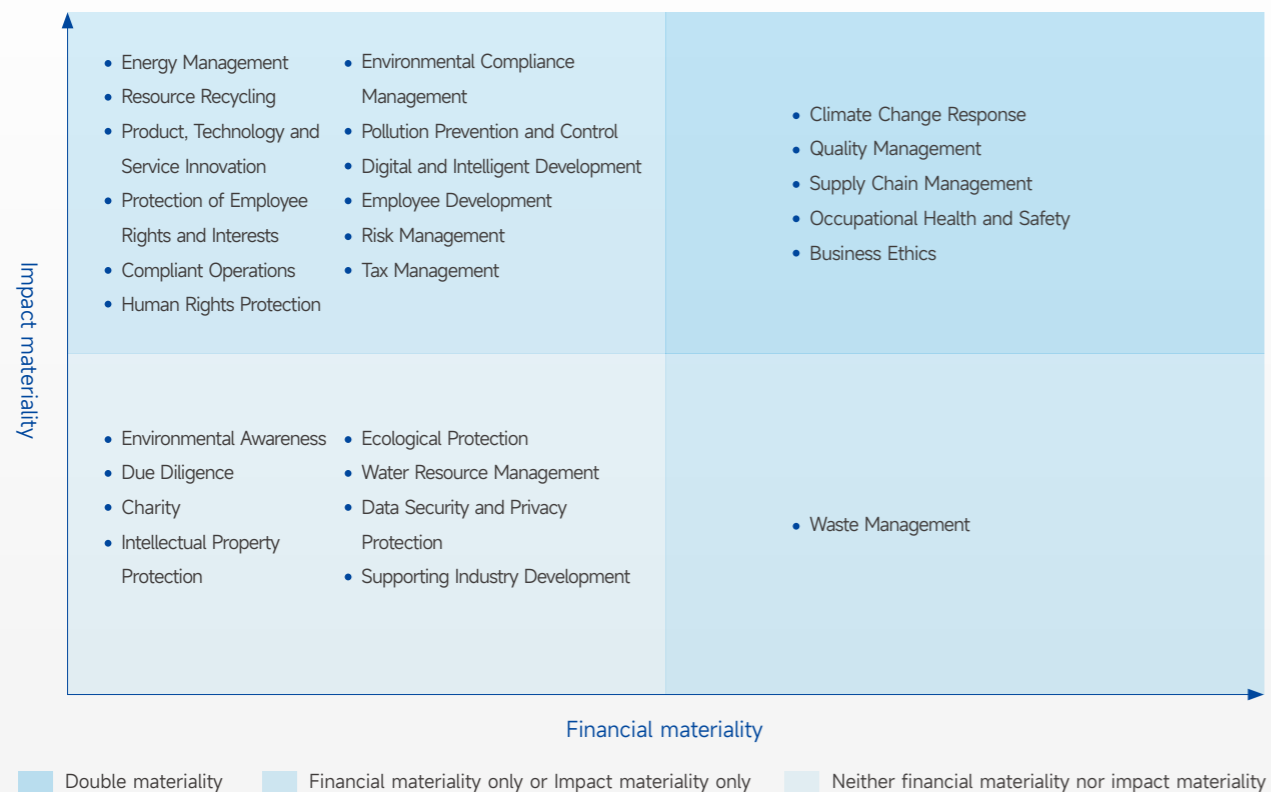 Energy Management
Resource Recycling
Product, Technology and
Service Innovation
Protection of Employee
Rights and Interests
Compliant Operations
Human Rights Protection
Environmental Compliance
Management
Pollution Prevention and Control
Digital and Intelligent Development
Employee Development
Risk Management
Tax Management
Climate Change Response
Quality Management
Supply Chain Management
Occupational Health and Safety
Business Ethics
Impact materiality
Environmental Awareness
Due Diligence
Charity
Intellectual Property
Protection
Ecological Protection
Water Resource Management
Data Security and Privacy
Protection
Supporting Industry Development
Waste Management
Financial materiality
Double materiality
Financial materiality only or Impact materiality only
Neither financial materiality nor impact materiality